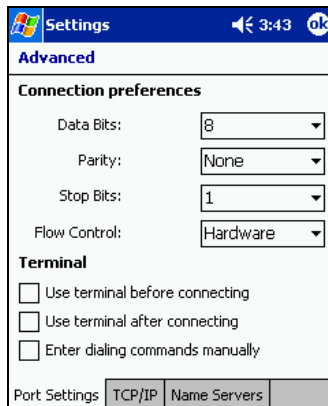 Settings 3:43 ok
Advanced
Connection preferences
Data Bits: 8
Parity: None
Stop Bits: 1
Flow Control: Hardware
Terminal
Use terminal before connecting
Use terminal after connecting
Enter dialing commands manually
Port Settings TCP/IP Name Servers